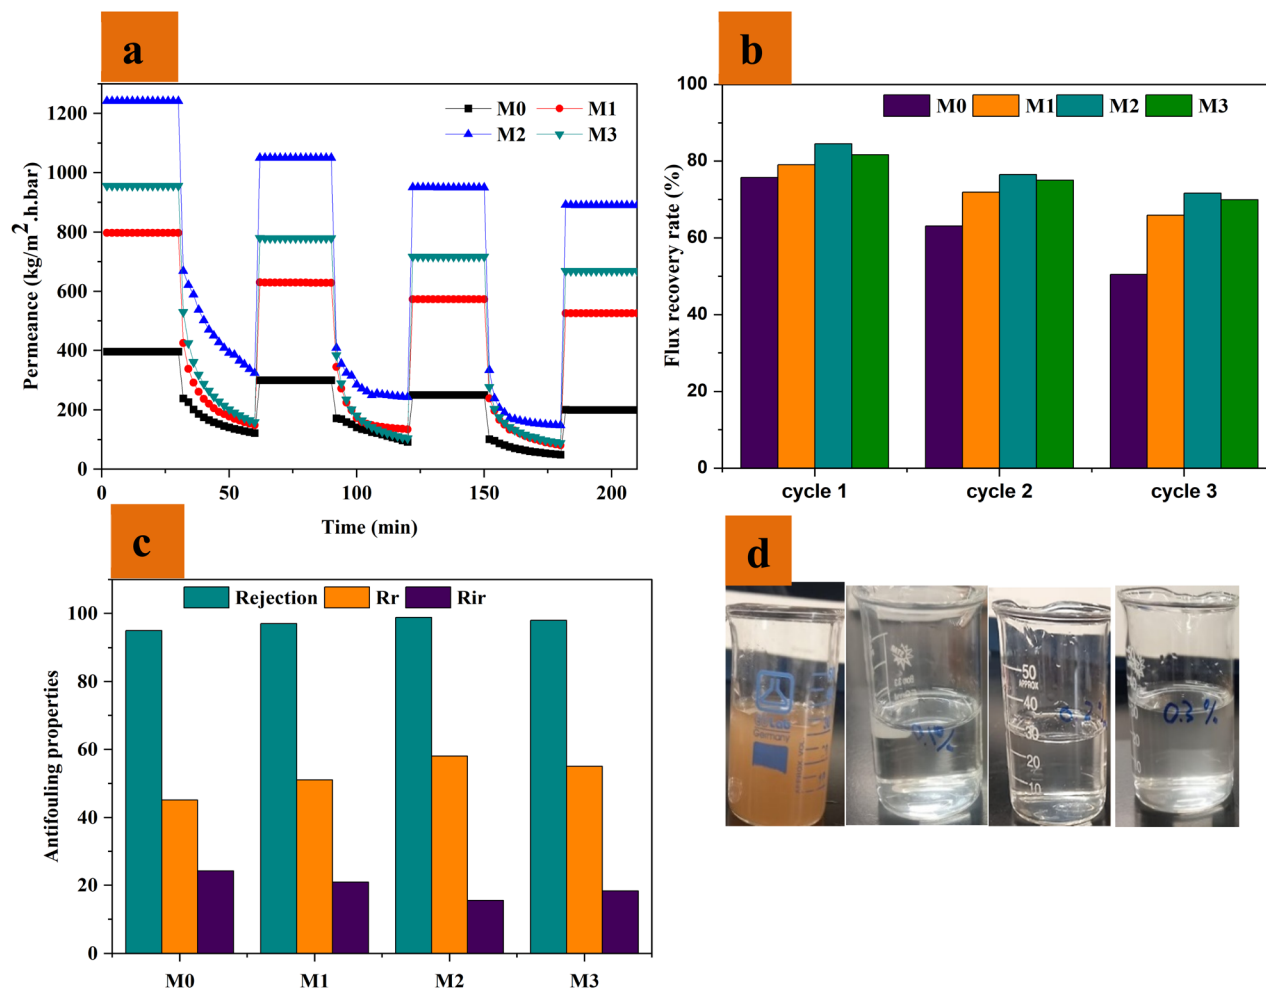 a
M0 M1
M2 M3
Permeance (kg/m².h.bar)
1200
1000
800
600
400
200
0
0 50 100 150 200
Time (min)
b
M0 M1 M2 M3
Flux recovery rate (%)
100
80
60
40
20
0
cycle 1 cycle 2 cycle 3
c
Rejection Rr Rir
Antifouling properties
100
80
60
40
20
0
M0 M1 M2 M3
d
Germany
50
APPROX
40
30
20
10
0.3 %